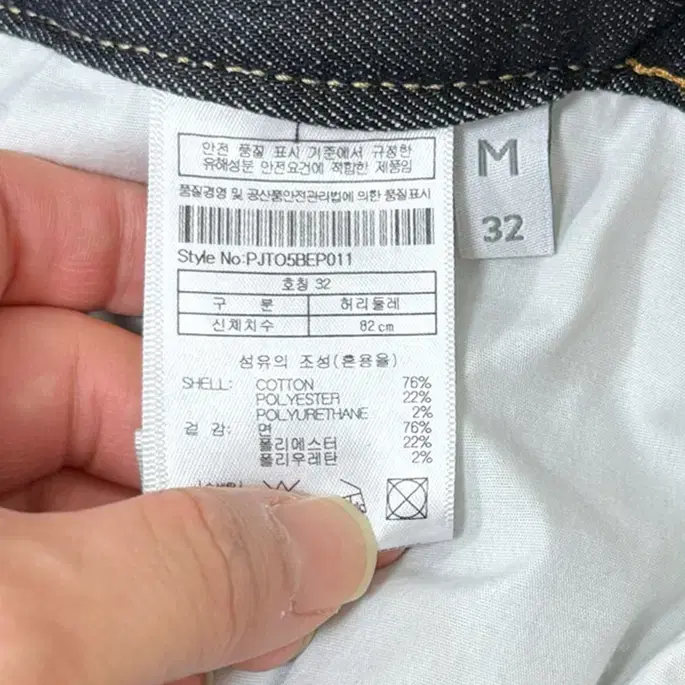 안전 품질 표시 기준에서 규정한
유해성분 안전요건에 적합한 제품임
품질경영 및 공산품안전관리법에 의한 품질표시
Style No:PJTO5BEP011
호칭 32
구 분 허리둘레
신체치수 82cm
섬유의 조성(혼용율)
SHELL: COTTON 76%
POLYESTER 22%
POLYURETHANE 2%
겉 감: 면 76%
폴리에스터 22%
폴리우레탄 2%
M
32